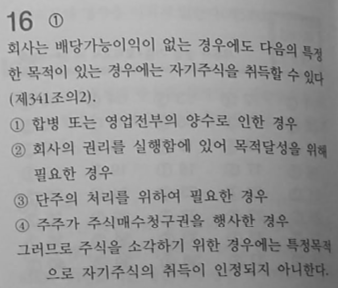 16 ①
회사는 배당가능이익이 없는 경우에도 다음의 특정
한 목적이 있는 경우에는 자기주식을 취득할 수 있다
(제341조의2).
① 합병 또는 영업전부의 양수로 인한 경우
② 회사의 권리를 실행함에 있어 목적달성을 위해
필요한 경우
③ 단주의 처리를 위하여 필요한 경우
④ 주주가 주식매수청구권을 행사한 경우
그러므로 주식을 소각하기 위한 경우에는 특정목적
으로 자기주식의 취득이 인정되지 아니한다.